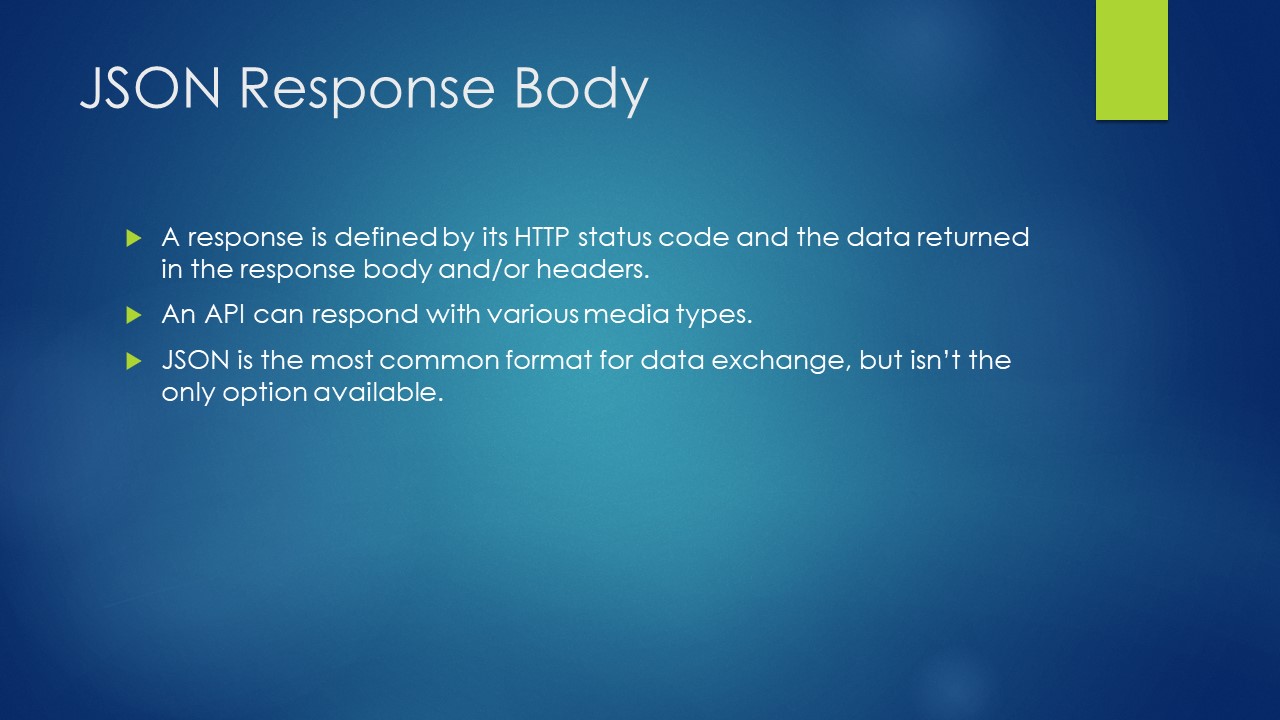 JSON Response Body
A response is defined by its HTTP status code and the data returned
in the response body and/or headers.
An API can respond with various media types.
JSON is the most common format for data exchange, but isn’t the
only option available.